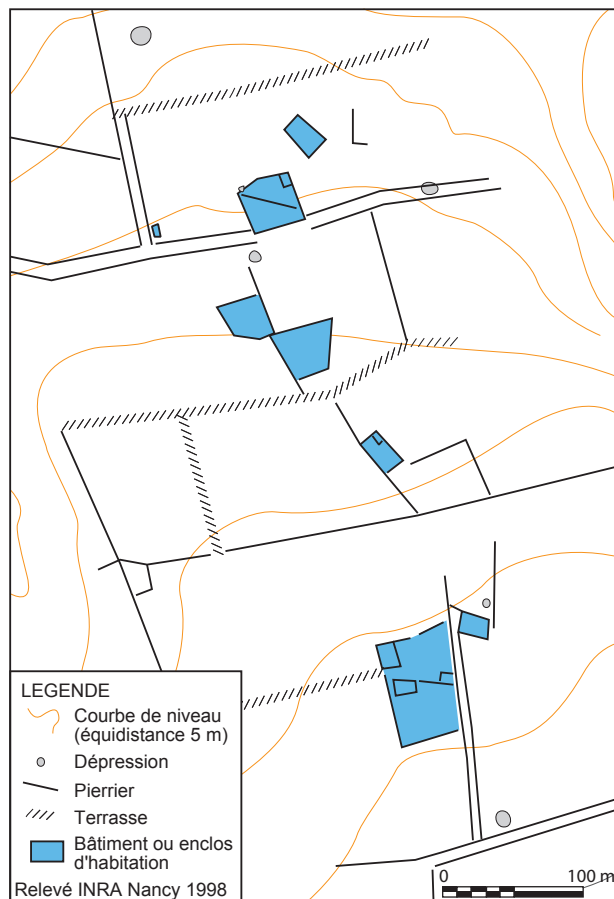 LEGENDE
Courbe de niveau
(équidistance 5 m)
Dépression
Pierrier
Terrasse
Bâtiment ou enclos
d'habitation
Relevé INRA Nancy 1998
0 100 m